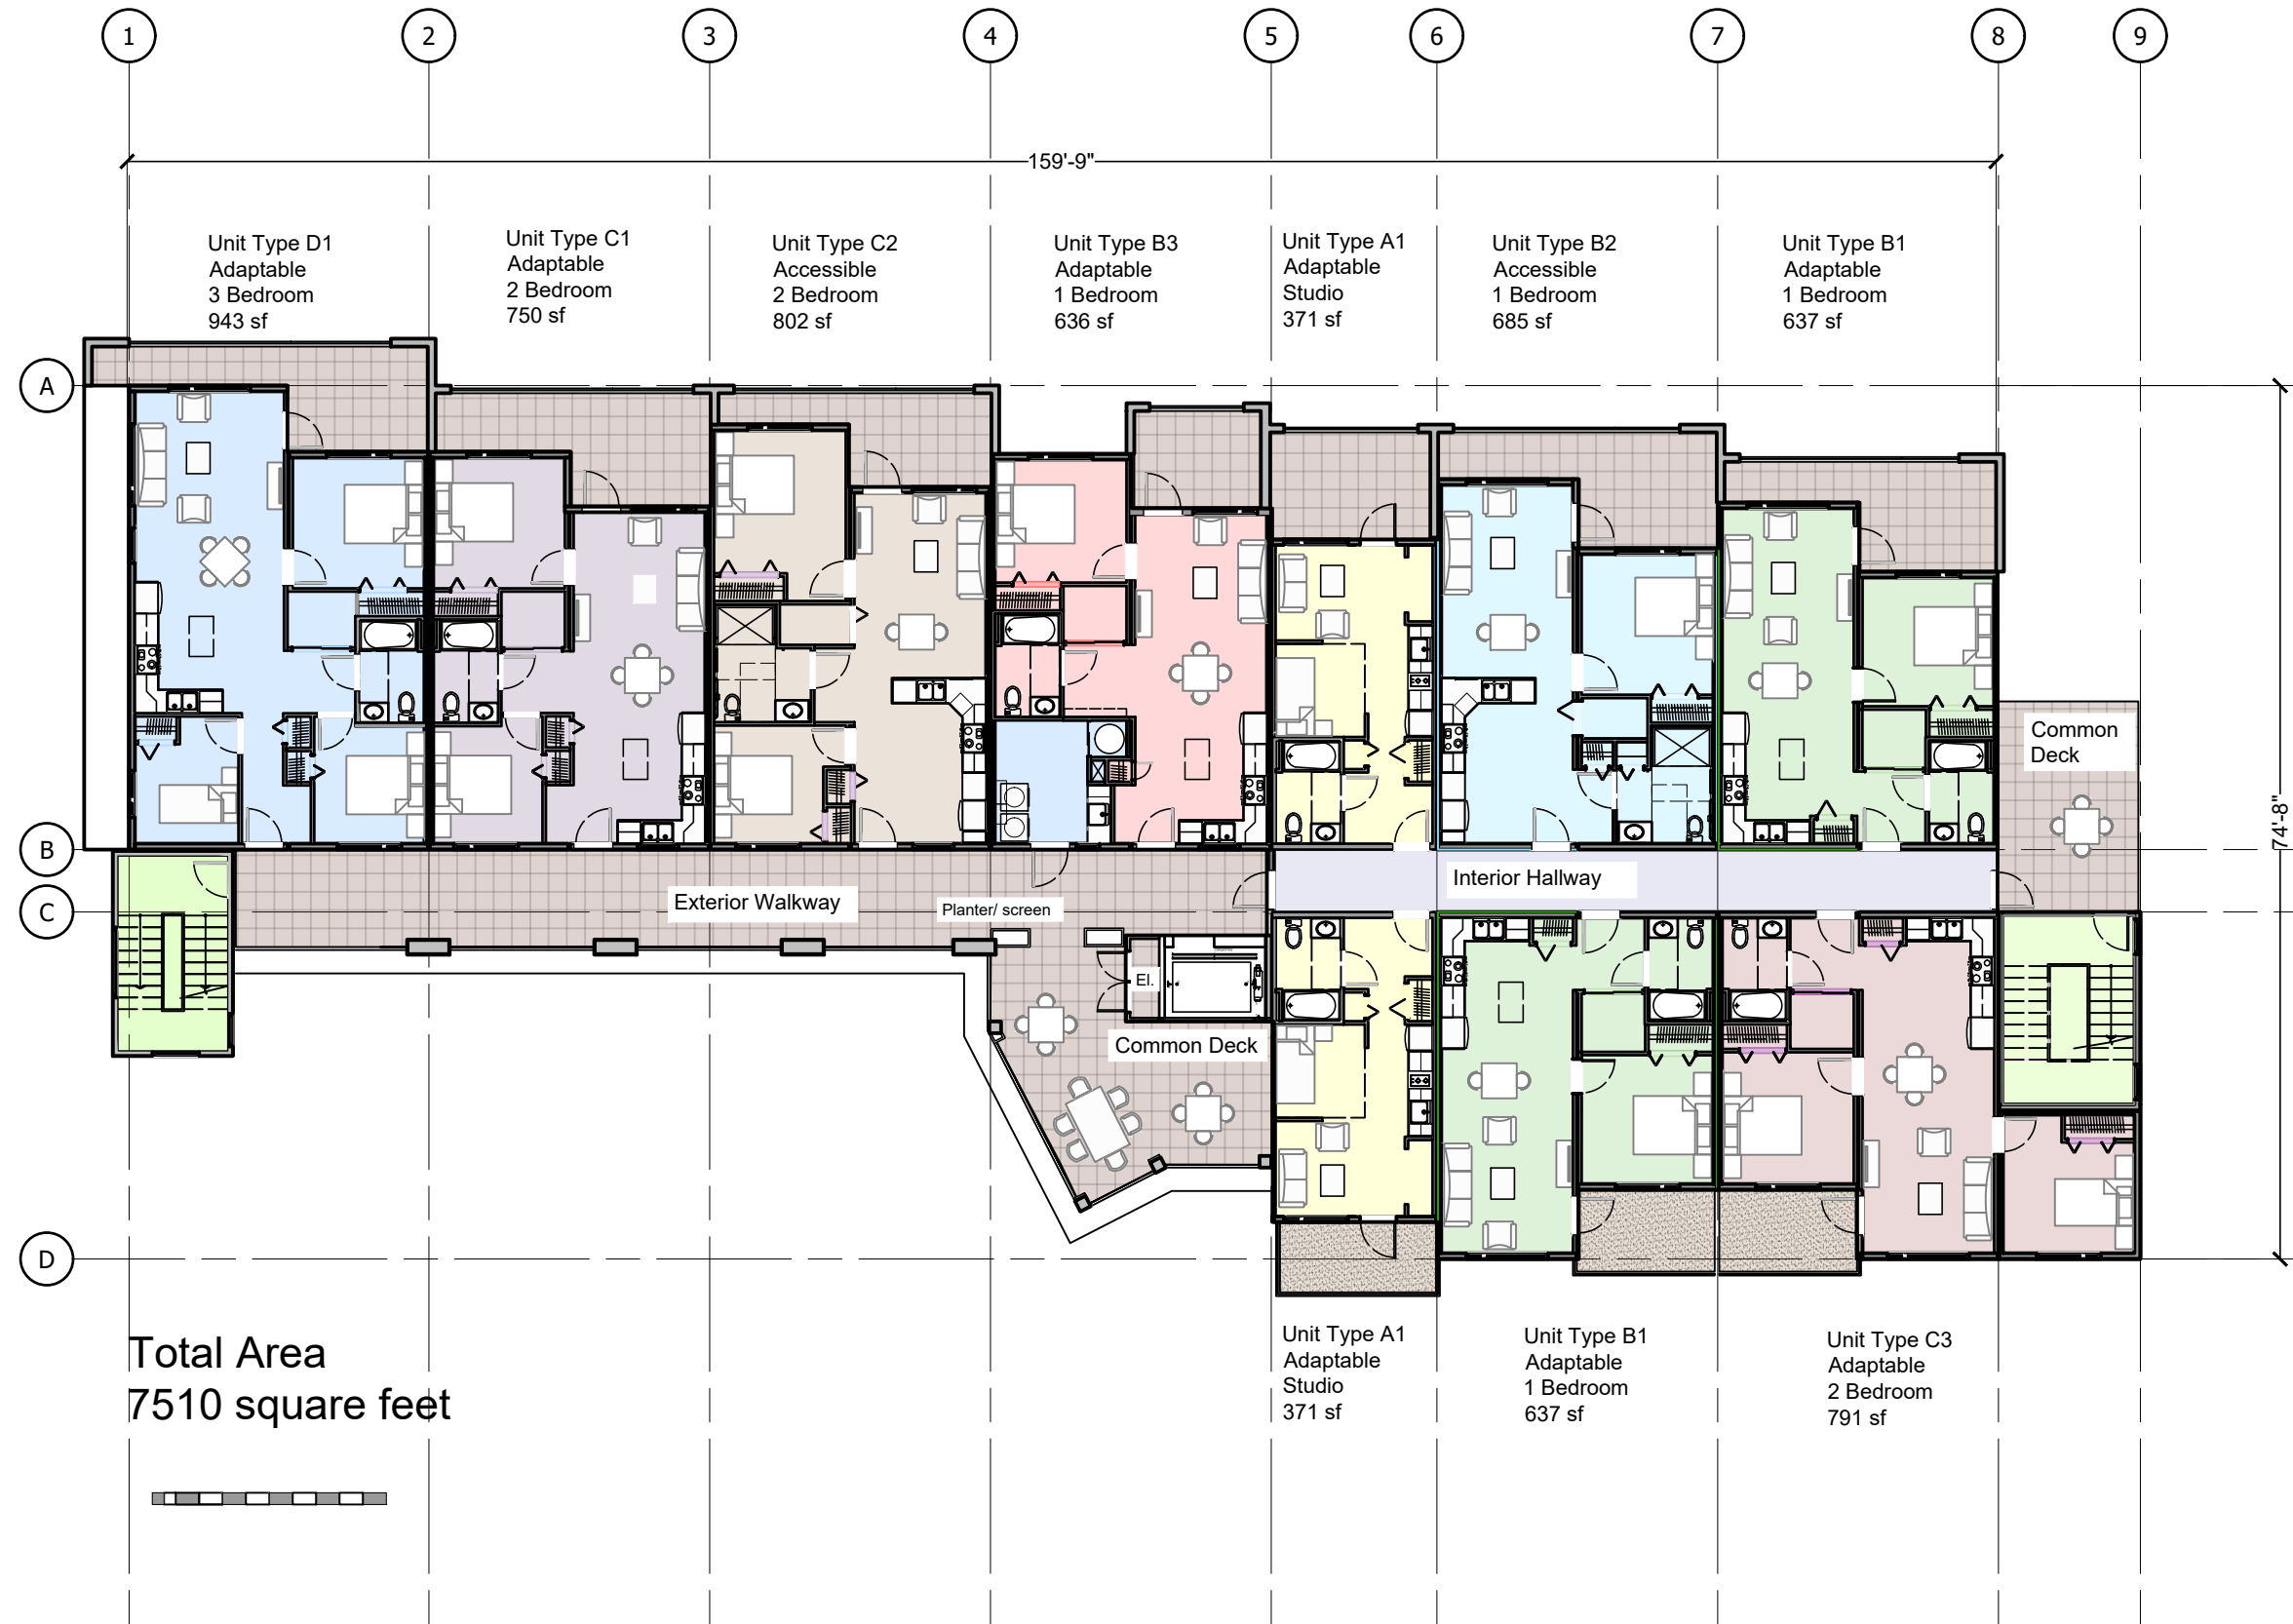 1
2
3
4
5
6
7
8
9
159'-9"
Unit Type D1
Adaptable
3 Bedroom
943 sf
Unit Type C1
Adaptable
2 Bedroom
750 sf
Unit Type C2
Accessible
2 Bedroom
802 sf
Unit Type B3
Adaptable
1 Bedroom
636 sf
Unit Type A1
Adaptable
Studio
371 sf
Unit Type B2
Accessible
1 Bedroom
685 sf
Unit Type B1
Adaptable
1 Bedroom
637 sf
A
B
C
D
74'-8"
Common
Deck
Interior Hallway
Exterior Walkway
Planter/ screen
El.
Common Deck
Unit Type A1
Adaptable
Studio
371 sf
Unit Type B1
Adaptable
1 Bedroom
637 sf
Unit Type C3
Adaptable
2 Bedroom
791 sf
Total Area
7510 square feet